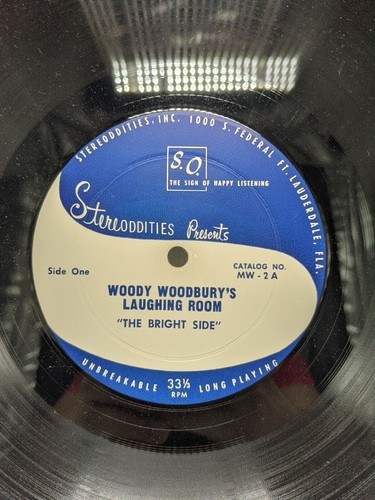 STEREODDITIES, INC. 1000 S. FEDERAL FT. LAUDERDALE, FLA.
S.O.
THE SIGN OF HAPPY LISTENING
STEREODDITIES Presents
Side One
CATALOG NO.
MW - 2 A
WOODY WOODBURY'S
LAUGHING ROOM
"THE BRIGHT SIDE"
UNBREAKABLE 33⅓ LONG PLAYING
RPM